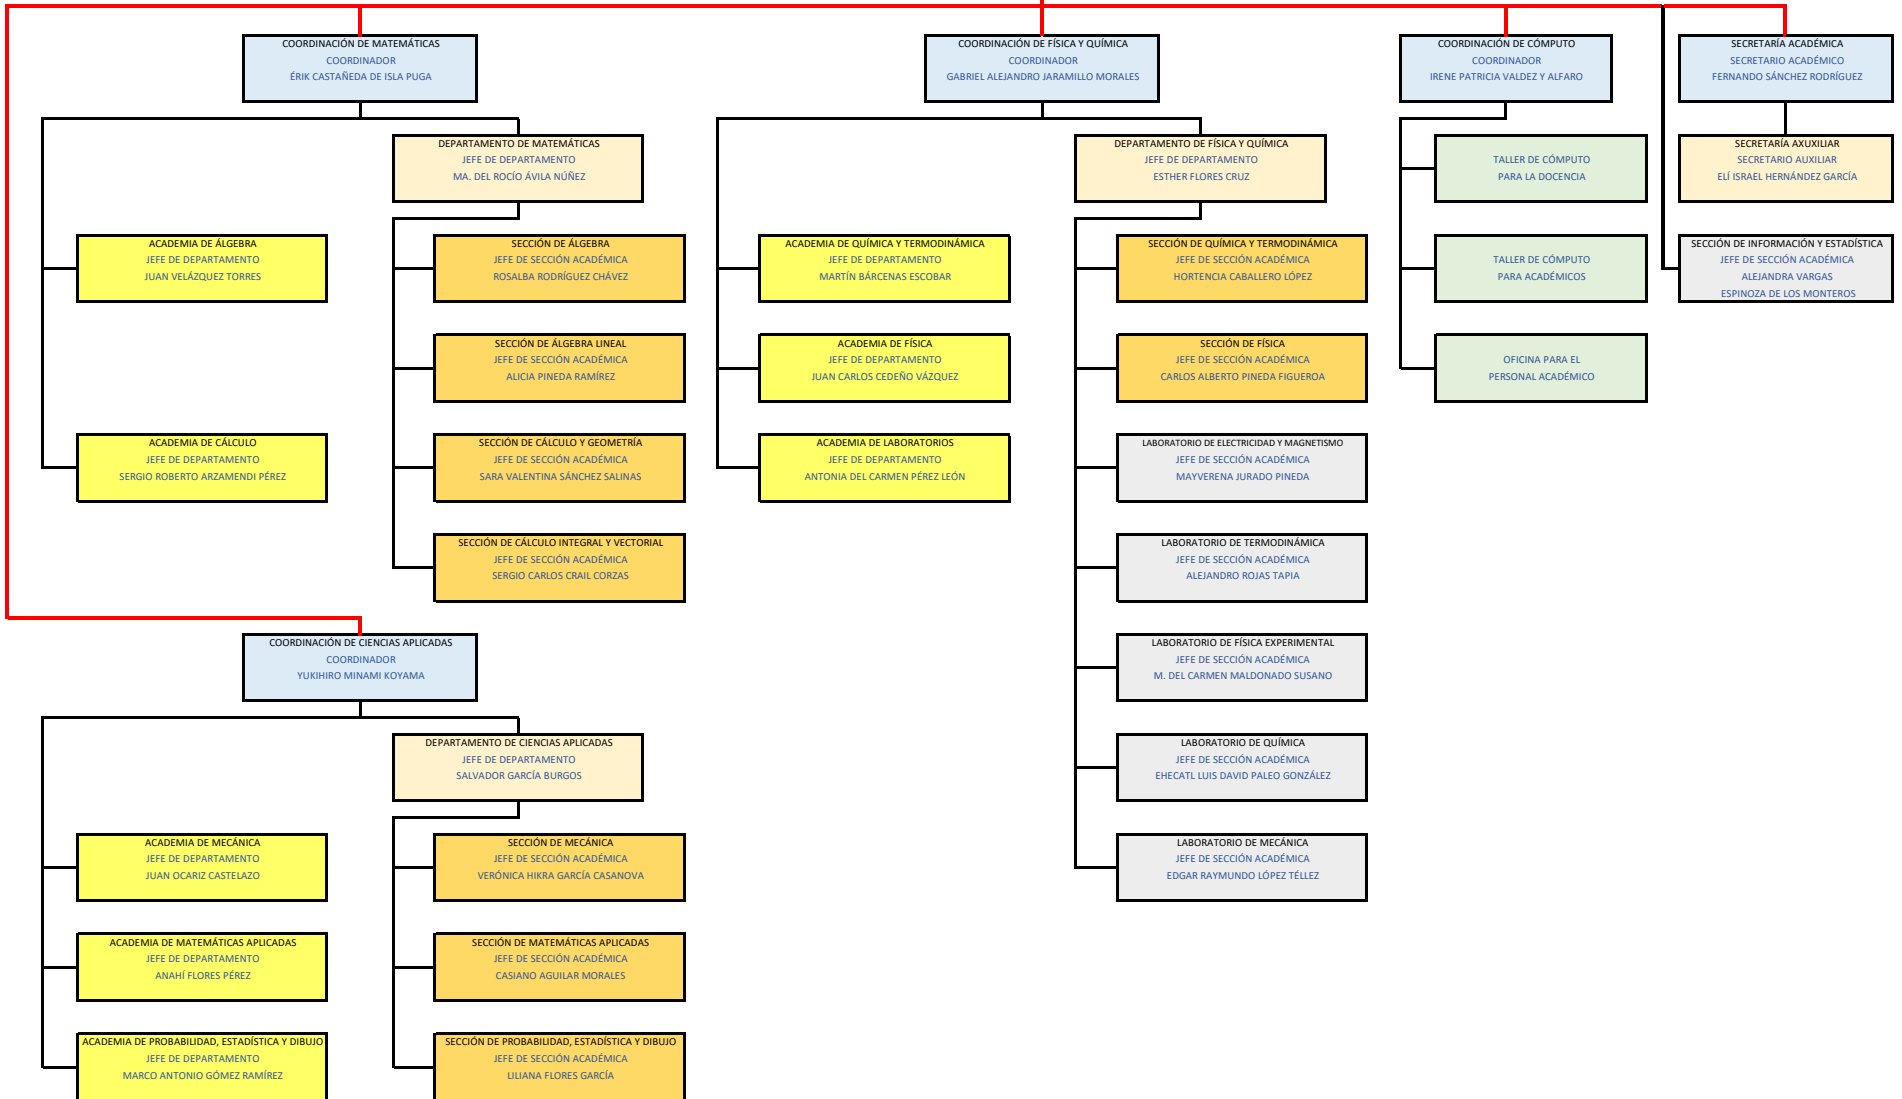 COORDINACIÓN DE MATEMÁTICAS
COORDINADOR
ÉRIK CASTAÑEDA DE ISLA PUGA
COORDINACIÓN DE FÍSICA Y QUÍMICA
COORDINADOR
GABRIEL ALEJANDRO JARAMILLO MORALES
COORDINACIÓN DE CÓMPUTO
COORDINADOR
IRENE PATRICIA VALDEZ Y ALFARO
SECRETARÍA ACADÉMICA
SECRETARIO ACADÉMICO
FERNANDO SÁNCHEZ RODRÍGUEZ
DEPARTAMENTO DE MATEMÁTICAS
JEFE DE DEPARTAMENTO
MA. DEL ROCÍO ÁVILA NÚÑEZ
DEPARTAMENTO DE FÍSICA Y QUÍMICA
JEFE DE DEPARTAMENTO
ESTHER FLORES CRUZ
TALLER DE CÓMPUTO
PARA LA DOCENCIA
SECRETARÍA AXUXILIAR
SECRETARIO AUXILIAR
ELÍ ISRAEL HERNÁNDEZ GARCÍA
ACADEMIA DE ÁLGEBRA
JEFE DE DEPARTAMENTO
JUAN VELÁZQUEZ TORRES
SECCIÓN DE ÁLGEBRA
JEFE DE SECCIÓN ACADÉMICA
ROSALBA RODRÍGUEZ CHÁVEZ
ACADEMIA DE QUÍMICA Y TERMODINÁMICA
JEFE DE DEPARTAMENTO
MARTÍN BÁRCENAS ESCOBAR
SECCIÓN DE QUÍMICA Y TERMODINÁMICA
JEFE DE SECCIÓN ACADÉMICA
HORTENCIA CABALLERO LÓPEZ
TALLER DE CÓMPUTO
PARA ACADÉMICOS
SECCIÓN DE INFORMACIÓN Y ESTADÍSTICA
JEFE DE SECCIÓN ACADÉMICA
ALEJANDRA VARGAS
ESPINOZA DE LOS MONTEROS
SECCIÓN DE ÁLGEBRA LINEAL
JEFE DE SECCIÓN ACADÉMICA
ALICIA PINEDA RAMÍREZ
ACADEMIA DE FÍSICA
JEFE DE DEPARTAMENTO
JUAN CARLOS CEDEÑO VÁZQUEZ
SECCIÓN DE FÍSICA
JEFE DE SECCIÓN ACADÉMICA
CARLOS ALBERTO PINEDA FIGUEROA
OFICINA PARA EL
PERSONAL ACADÉMICO
ACADEMIA DE CÁLCULO
JEFE DE DEPARTAMENTO
SERGIO ROBERTO ARZAMENDI PÉREZ
SECCIÓN DE CÁLCULO Y GEOMETRÍA
JEFE DE SECCIÓN ACADÉMICA
SARA VALENTINA SÁNCHEZ SALINAS
ACADEMIA DE LABORATORIOS
JEFE DE DEPARTAMENTO
ANTONIA DEL CARMEN PÉREZ LEÓN
LABORATORIO DE ELECTRICIDAD Y MAGNETISMO
JEFE DE SECCIÓN ACADÉMICA
MAYVERENA JURADO PINEDA
SECCIÓN DE CÁLCULO INTEGRAL Y VECTORIAL
JEFE DE SECCIÓN ACADÉMICA
SERGIO CARLOS CRAIL CORZAS
LABORATORIO DE TERMODINÁMICA
JEFE DE SECCIÓN ACADÉMICA
ALEJANDRO ROJAS TAPIA
COORDINACIÓN DE CIENCIAS APLICADAS
COORDINADOR
YUKIHIRO MINAMI KOYAMA
LABORATORIO DE FÍSICA EXPERIMENTAL
JEFE DE SECCIÓN ACADÉMICA
M. DEL CARMEN MALDONADO SUSANO
DEPARTAMENTO DE CIENCIAS APLICADAS
JEFE DE DEPARTAMENTO
SALVADOR GARCÍA BURGOS
LABORATORIO DE QUÍMICA
JEFE DE SECCIÓN ACADÉMICA
EHECATL LUIS DAVID PALEO GONZÁLEZ
ACADEMIA DE MECÁNICA
JEFE DE DEPARTAMENTO
JUAN OCARIZ CASTELAZO
SECCIÓN DE MECÁNICA
JEFE DE SECCIÓN ACADÉMICA
VERÓNICA HIKRA GARCÍA CASANOVA
LABORATORIO DE MECÁNICA
JEFE DE SECCIÓN ACADÉMICA
EDGAR RAYMUNDO LÓPEZ TÉLLEZ
ACADEMIA DE MATEMÁTICAS APLICADAS
JEFE DE DEPARTAMENTO
ANAHÍ FLORES PÉREZ
SECCIÓN DE MATEMÁTICAS APLICADAS
JEFE DE SECCIÓN ACADÉMICA
CASIANO AGUILAR MORALES
ACADEMIA DE PROBABILIDAD, ESTADÍSTICA Y DIBUJO
JEFE DE DEPARTAMENTO
MARCO ANTONIO GÓMEZ RAMÍREZ
SECCIÓN DE PROBABILIDAD, ESTADÍSTICA Y DIBUJO
JEFE DE SECCIÓN ACADÉMICA
LILIANA FLORES GARCÍA